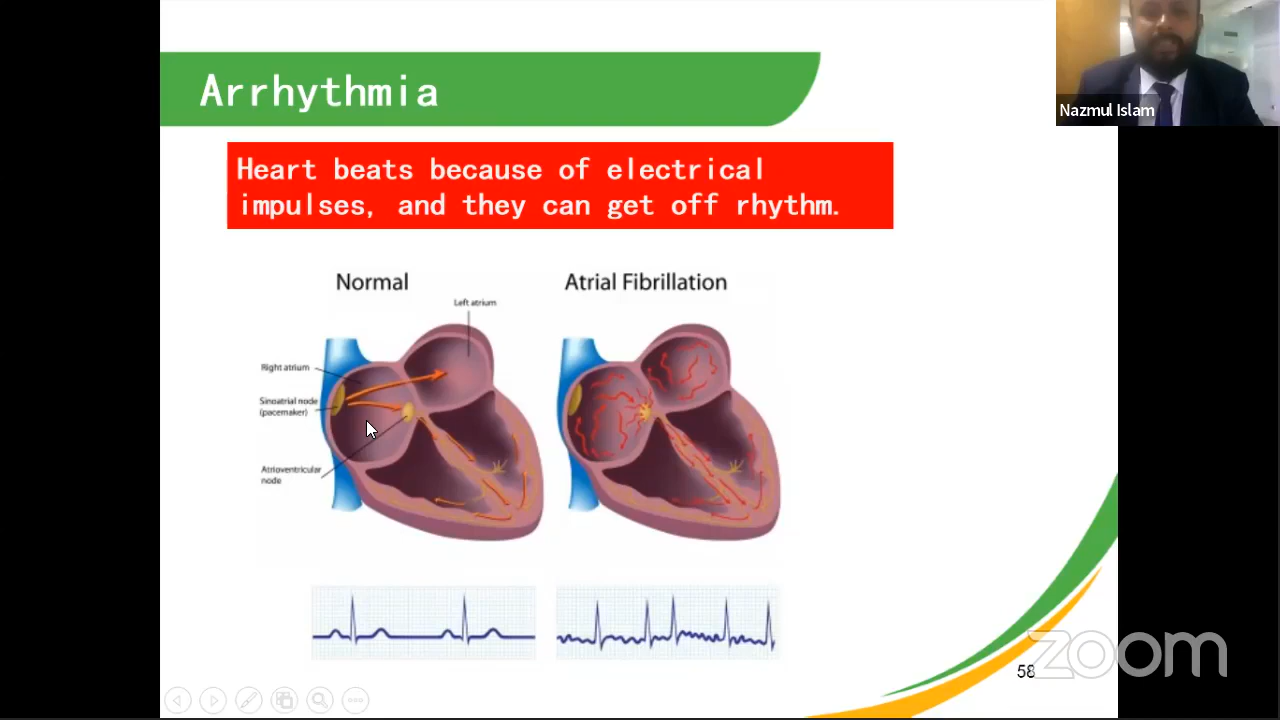 Arrhythmia
Nazmul Islam
Heart beats because of electrical
impulses, and they can get off rhythm.
Normal
Atrial Fibrillation
Left atrium
Right atrium
Sinoatrial node
(pacemaker)
Atrioventricular
node
58
zoom